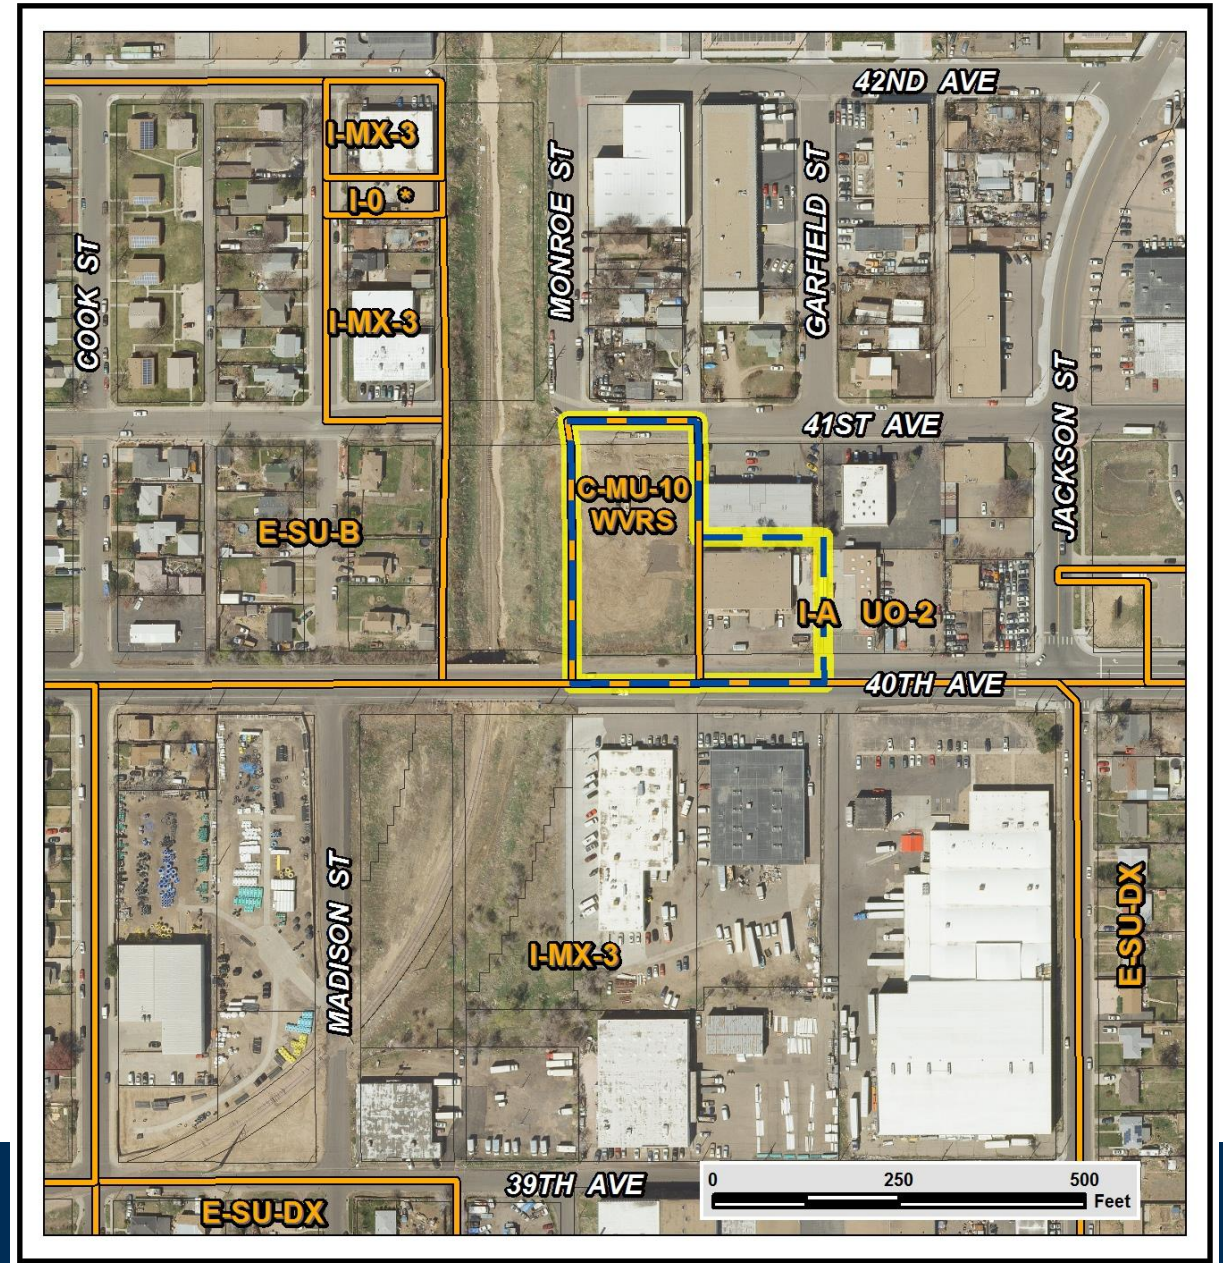 42ND AVE
I-MX-3
MONROE ST
GARFIELD ST
I-0 *
COOK ST
I-MX-3
JACKSON ST
41ST AVE
C-MU-10
WVRS
E-SU-B
I-A UO-2
40TH AVE
MADISON ST
E-SU-DX
I-MX-3
39TH AVE
E-SU-DX
0 250 500
Feet